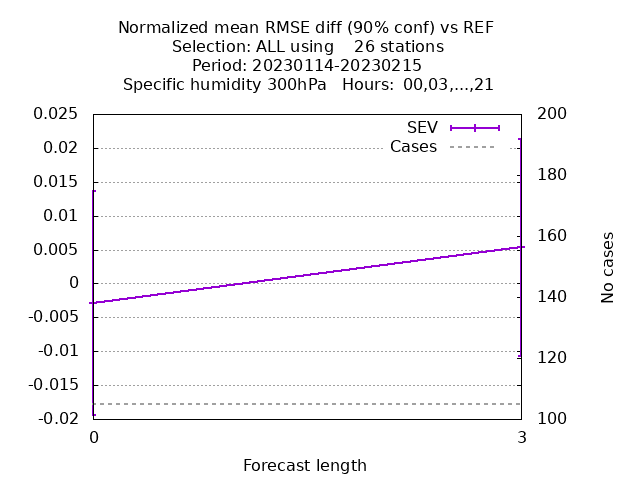 Normalized mean RMSE diff (90% conf) vs REF
Selection: ALL using    26 stations
Period: 20230114-20230215
Specific humidity 300hPa   Hours:  00,03,...,21
0.025
0.02
0.015
0.01
0.005
0
-0.005
-0.01
-0.015
-0.02
SEV
Cases
200
180
160
140
120
100
No cases
0
3
Forecast length